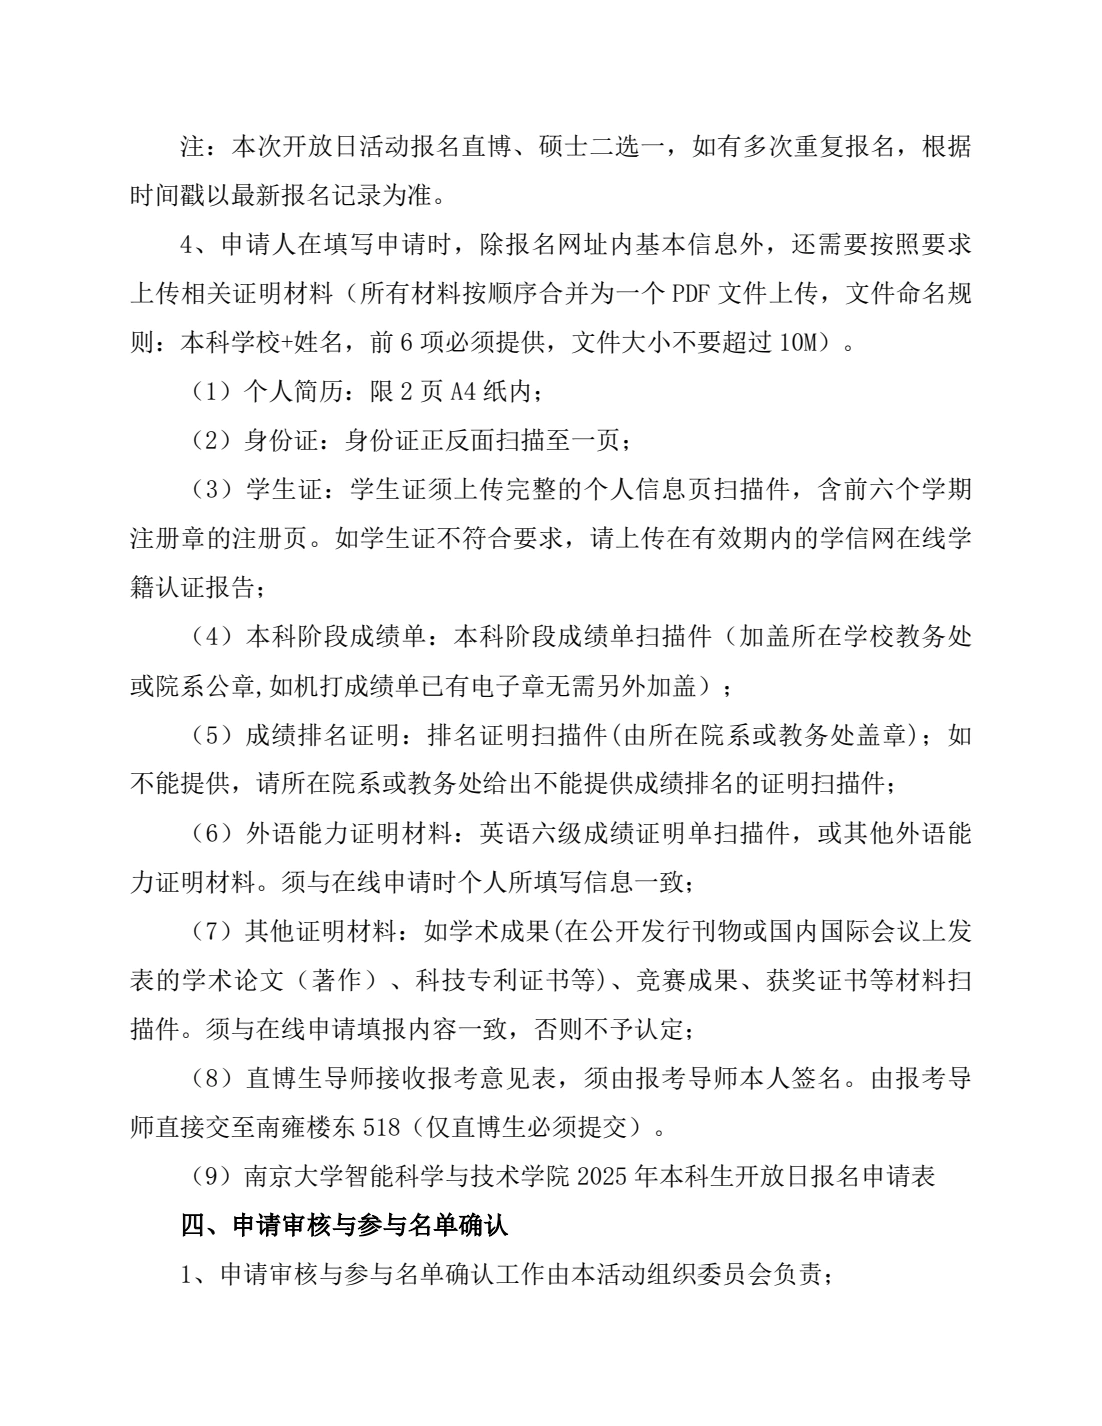 注：本次开放日活动报名直博、硕士二选一，如有多次重复报名，根据
时间戳以最新报名记录为准。
4、申请人在填写申请时，除报名网址内基本信息外，还需要按照要求
上传相关证明材料（所有材料按顺序合并为一个 PDF 文件上传，文件命名规
则：本科学校+姓名，前 6 项必须提供，文件大小不要超过 10M）。
（1）个人简历：限 2 页 A4 纸内；
（2）身份证：身份证正反面扫描至一页；
（3）学生证：学生证须上传完整的个人信息页扫描件，含前六个学期
注册章的注册页。如学生证不符合要求，请上传在有效期内的学信网在线学
籍认证报告；
（4）本科阶段成绩单：本科阶段成绩单扫描件（加盖所在学校教务处
或院系公章,如机打成绩单已有电子章无需另外加盖）；
（5）成绩排名证明：排名证明扫描件(由所在院系或教务处盖章)；如
不能提供，请所在院系或教务处给出不能提供成绩排名的证明扫描件；
（6）外语能力证明材料：英语六级成绩证明单扫描件，或其他外语能
力证明材料。须与在线申请时个人所填写信息一致；
（7）其他证明材料：如学术成果(在公开发行刊物或国内国际会议上发
表的学术论文（著作）、科技专利证书等)、竞赛成果、获奖证书等材料扫
描件。须与在线申请填报内容一致，否则不予认定；
（8）直博生导师接收报考意见表，须由报考导师本人签名。由报考导
师直接交至南雍楼东 518（仅直博生必须提交）。
（9）南京大学智能科学与技术学院 2025 年本科生开放日报名申请表
四、申请审核与参与名单确认
1、申请审核与参与名单确认工作由本活动组织委员会负责；